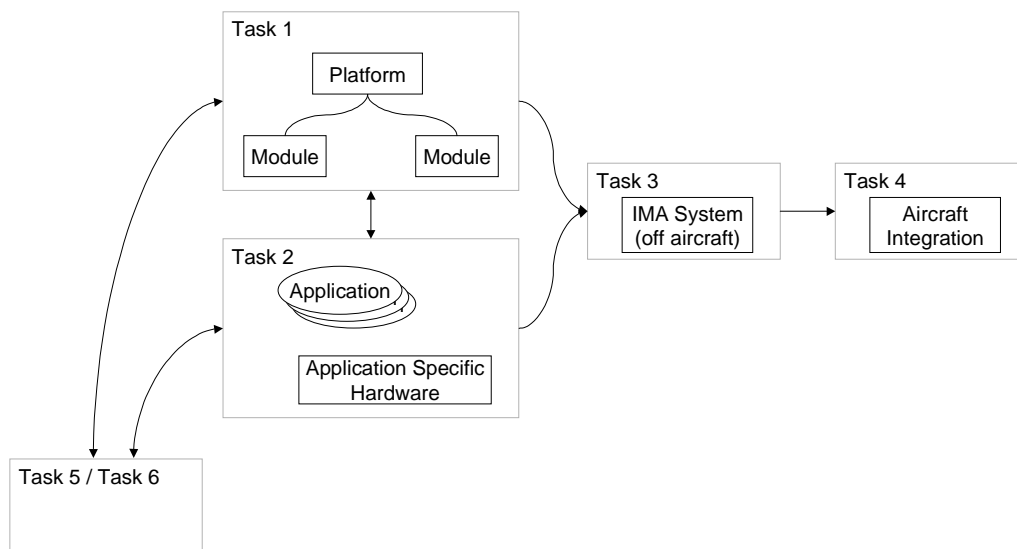 Task 1
Platform
Module
Module
Task 2
Application
Application Specific
Hardware
Task 3
IMA System
(off aircraft)
Task 4
Aircraft
Integration
Task 5 / Task 6